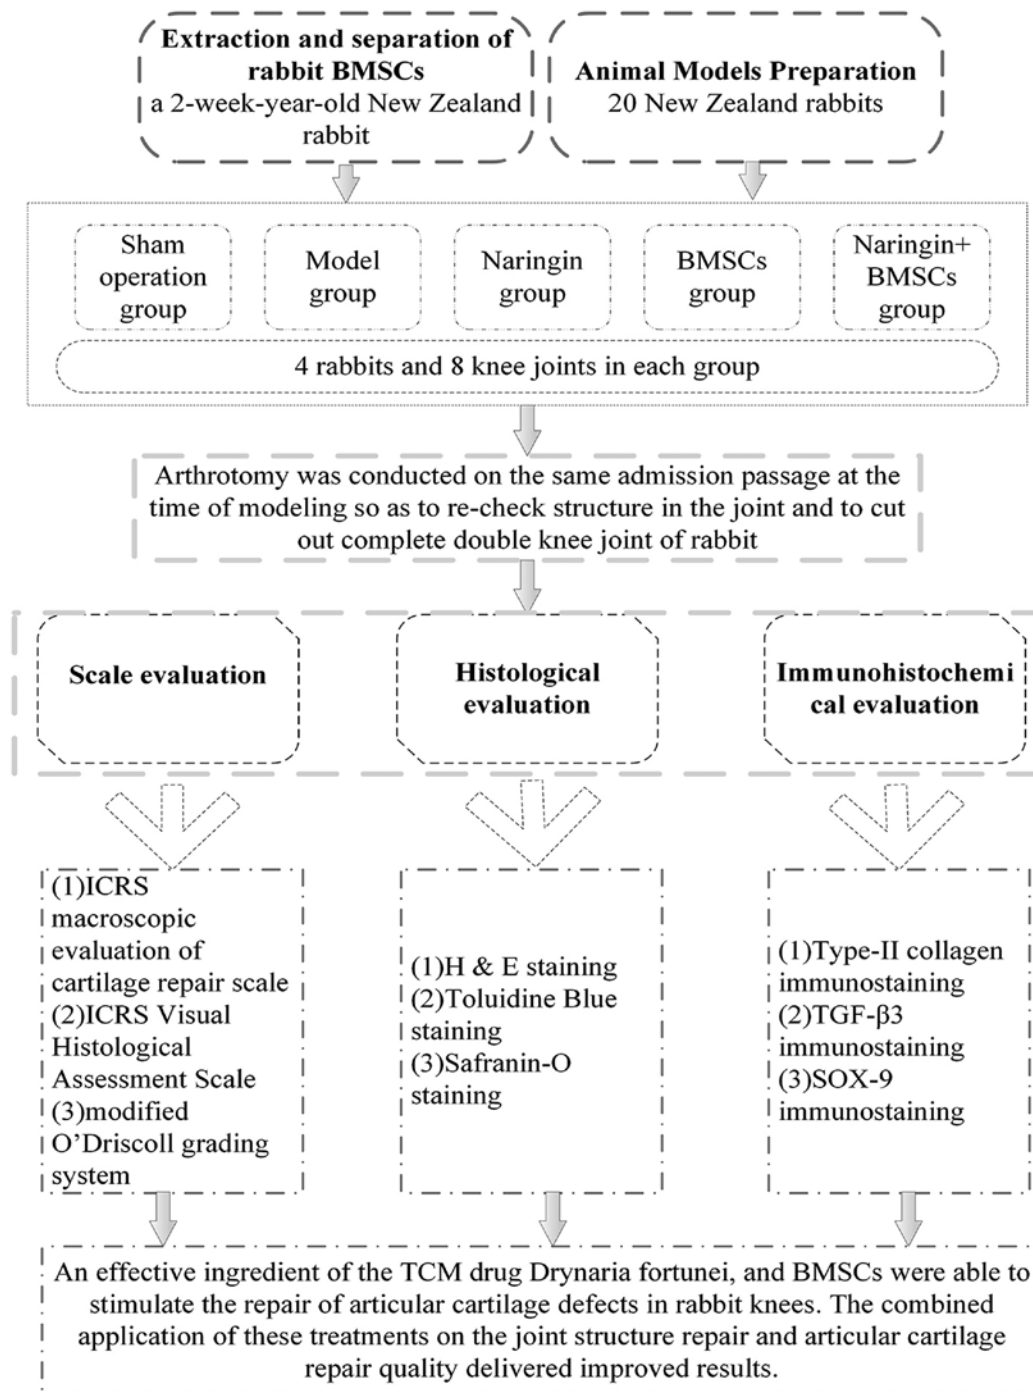 Extraction and separation of
rabbit BMSCs
a 2-week-year-old New Zealand
rabbit
Animal Models Preparation
20 New Zealand rabbits
Sham
operation
group
Model
group
Naringin
group
BMSCs
group
Naringin+
BMSCs
group
4 rabbits and 8 knee joints in each group
Arthrotomy was conducted on the same admission passage at the
time of modeling so as to re-check structure in the joint and to cut
out complete double knee joint of rabbit
Scale evaluation
Histological
evaluation
Immunohistochemi
cal evaluation
(1)ICRS
macroscopic
evaluation of
cartilage repair scale
(2)ICRS Visual
Histological
Assessment Scale
(3)modified
O’Driscoll grading
system
(1)H & E staining
(2)Toluidine Blue
staining
(3)Safranin-O
staining
(1)Type-II collagen
immunostaining
(2)TGF-β3
immunostaining
(3)SOX-9
immunostaining
An effective ingredient of the TCM drug Drynaria fortunei, and BMSCs were able to
stimulate the repair of articular cartilage defects in rabbit knees. The combined
application of these treatments on the joint structure repair and articular cartilage
repair quality delivered improved results.